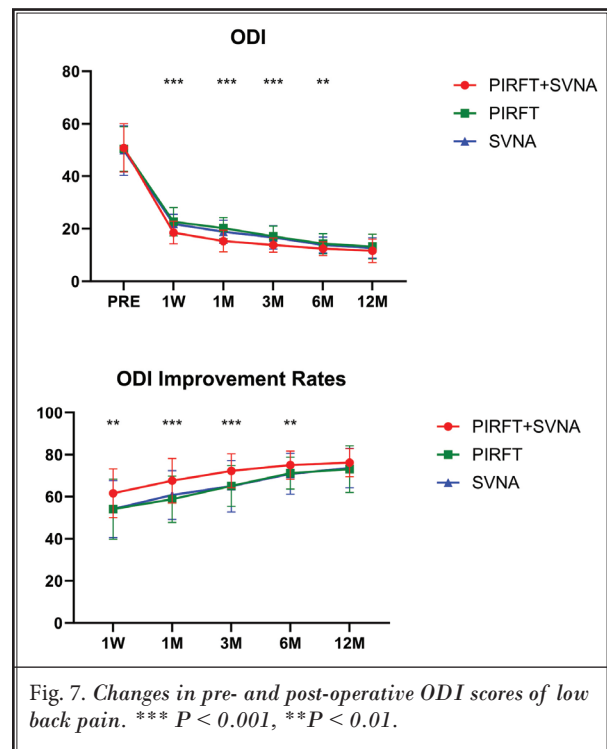 ODI
80
60
40
20
0
*** *** *** **
PRE 1W 1M 3M 6M 12M
PIRFT+SVNA
PIRFT
SVNA
ODI Improvement Rates
100
80
60
40
20
0
** *** *** **
1W 1M 3M 6M 12M
PIRFT+SVNA
PIRFT
SVNA
Fig. 7. Changes in pre- and post-operative ODI scores of low
back pain. *** P < 0.001, **P < 0.01.